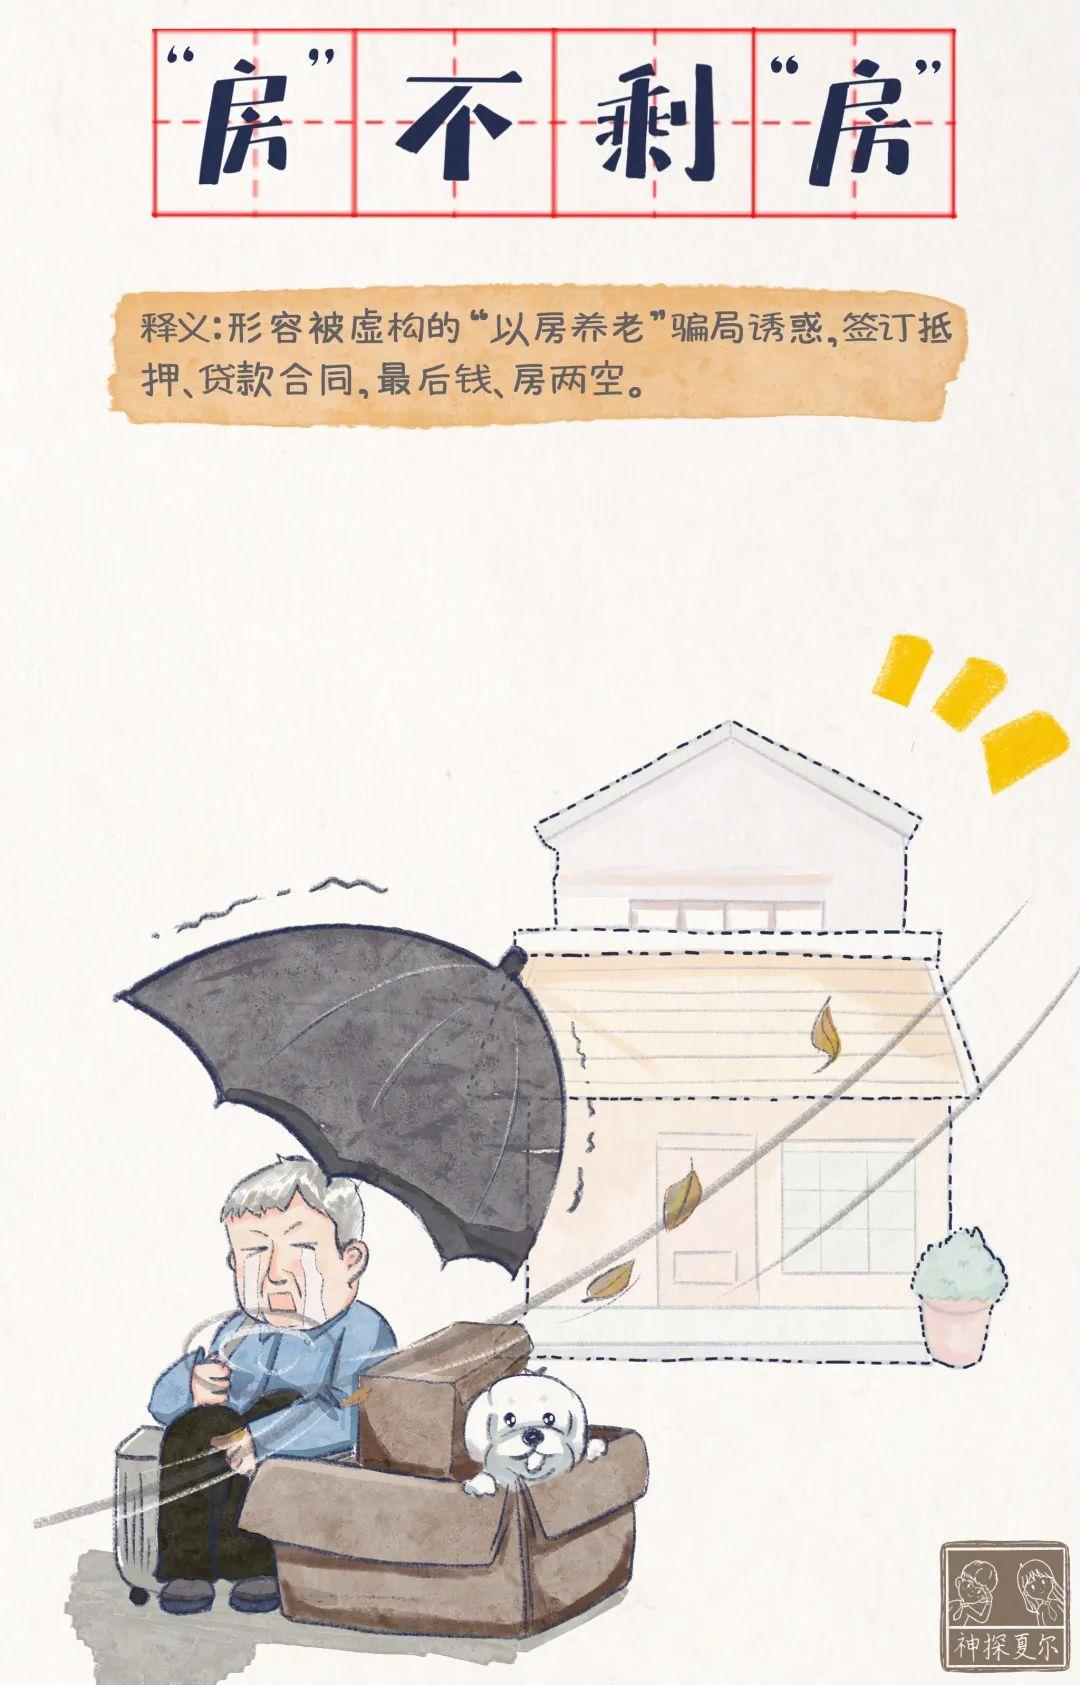 “房”不剩“房”
释义:形容被虚构的“以房养老”骗局诱惑,签订抵
押、贷款合同,最后钱、房两空。
神探夏尔